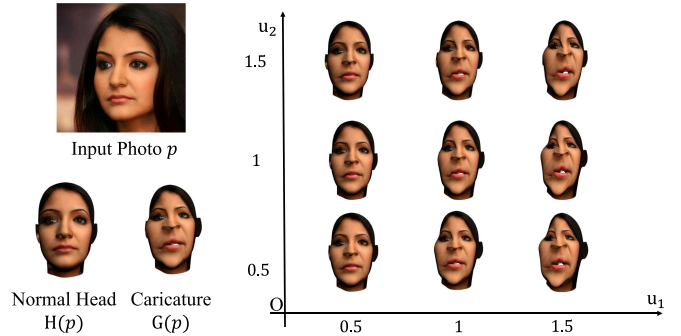 Input Photo p
Normal Head
H(p)
Caricature
G(p)
u₂
1.5
1
0.5
O
0.5
1
1.5
u₁